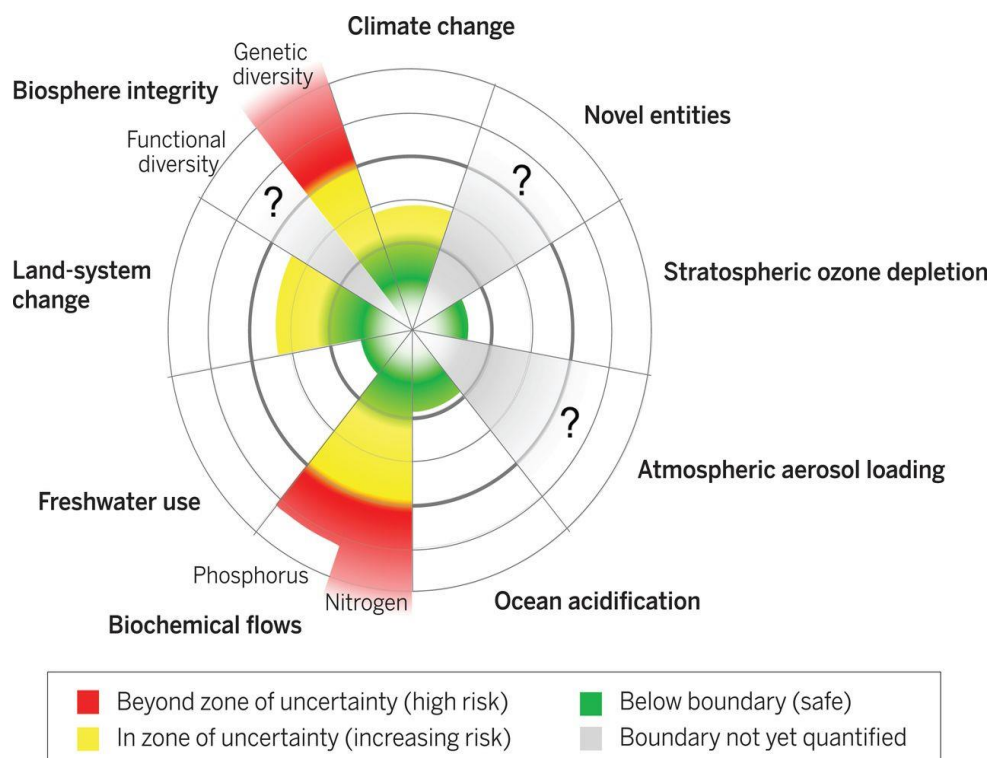 Climate change
Genetic
diversity
Biosphere integrity
Functional
diversity
Novel entities
?
?
Land-system
change
Stratospheric ozone depletion
?
Atmospheric aerosol loading
Freshwater use
Phosphorus
Nitrogen
Ocean acidification
Biochemical flows
Beyond zone of uncertainty (high risk)
In zone of uncertainty (increasing risk)
Below boundary (safe)
Boundary not yet quantified